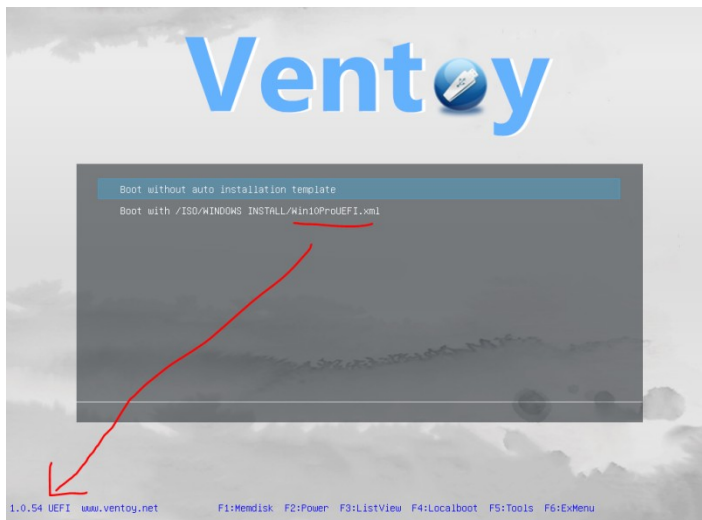 Ventoy
Boot without auto installation template
Boot with /ISO/WINDOWS INSTALL/Win10ProUEFI.xml
1.0.54 UEFI www.ventoy.net F1:Memdisk F2:Power F3:ListView F4:Localboot F5:Tools F6:ExMenu